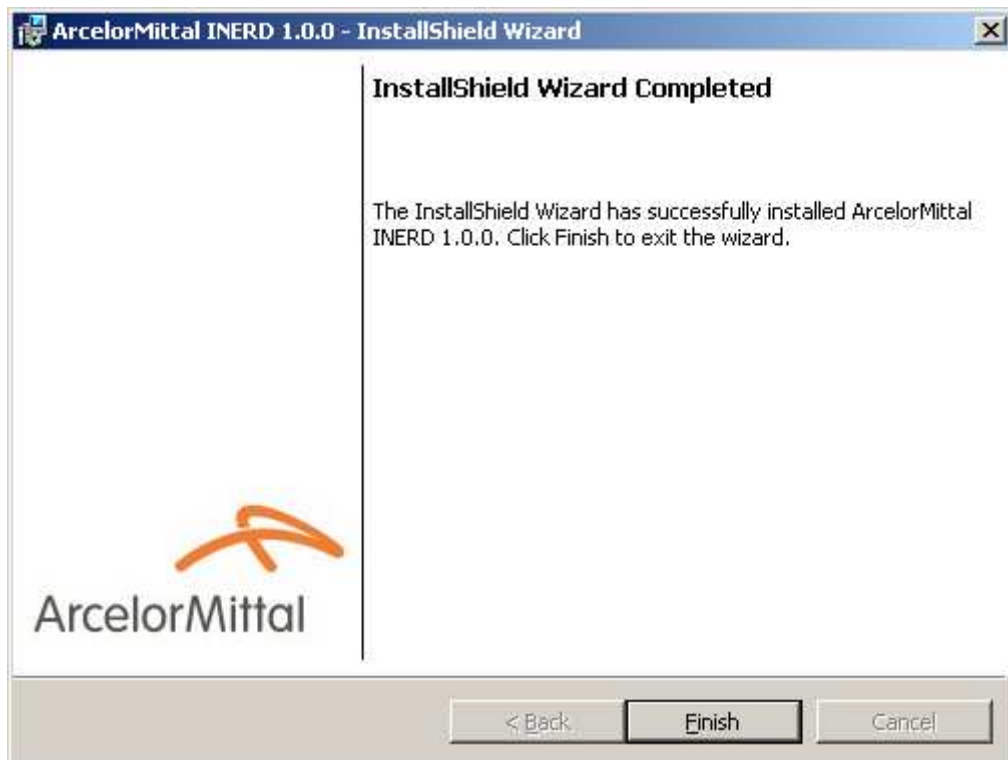 ArcelorMittal INERD 1.0.0 - InstallShield Wizard
InstallShield Wizard Completed
The InstallShield Wizard has successfully installed ArcelorMittal
INERD 1.0.0. Click Finish to exit the wizard.
ArcelorMittal
< Back
Finish
Cancel